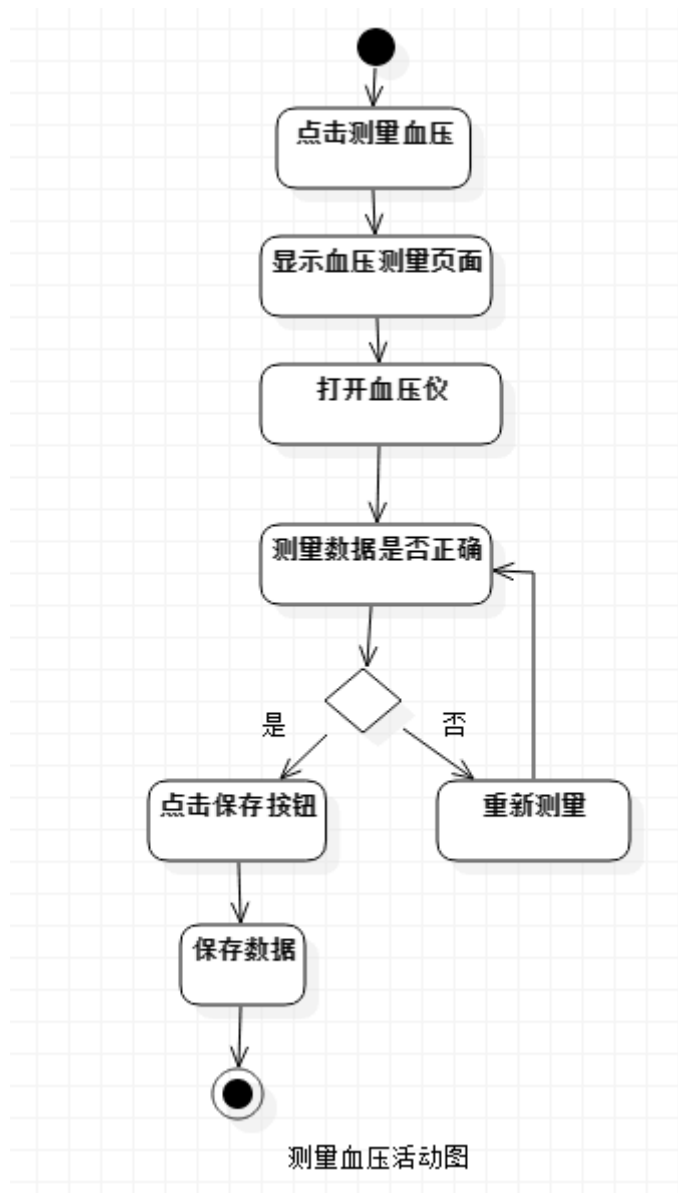 点击测量血压
显示血压测量页面
打开血压仪
测量数据是否正确
是
否
点击保存按钮
重新测量
保存数据
测量血压活动图